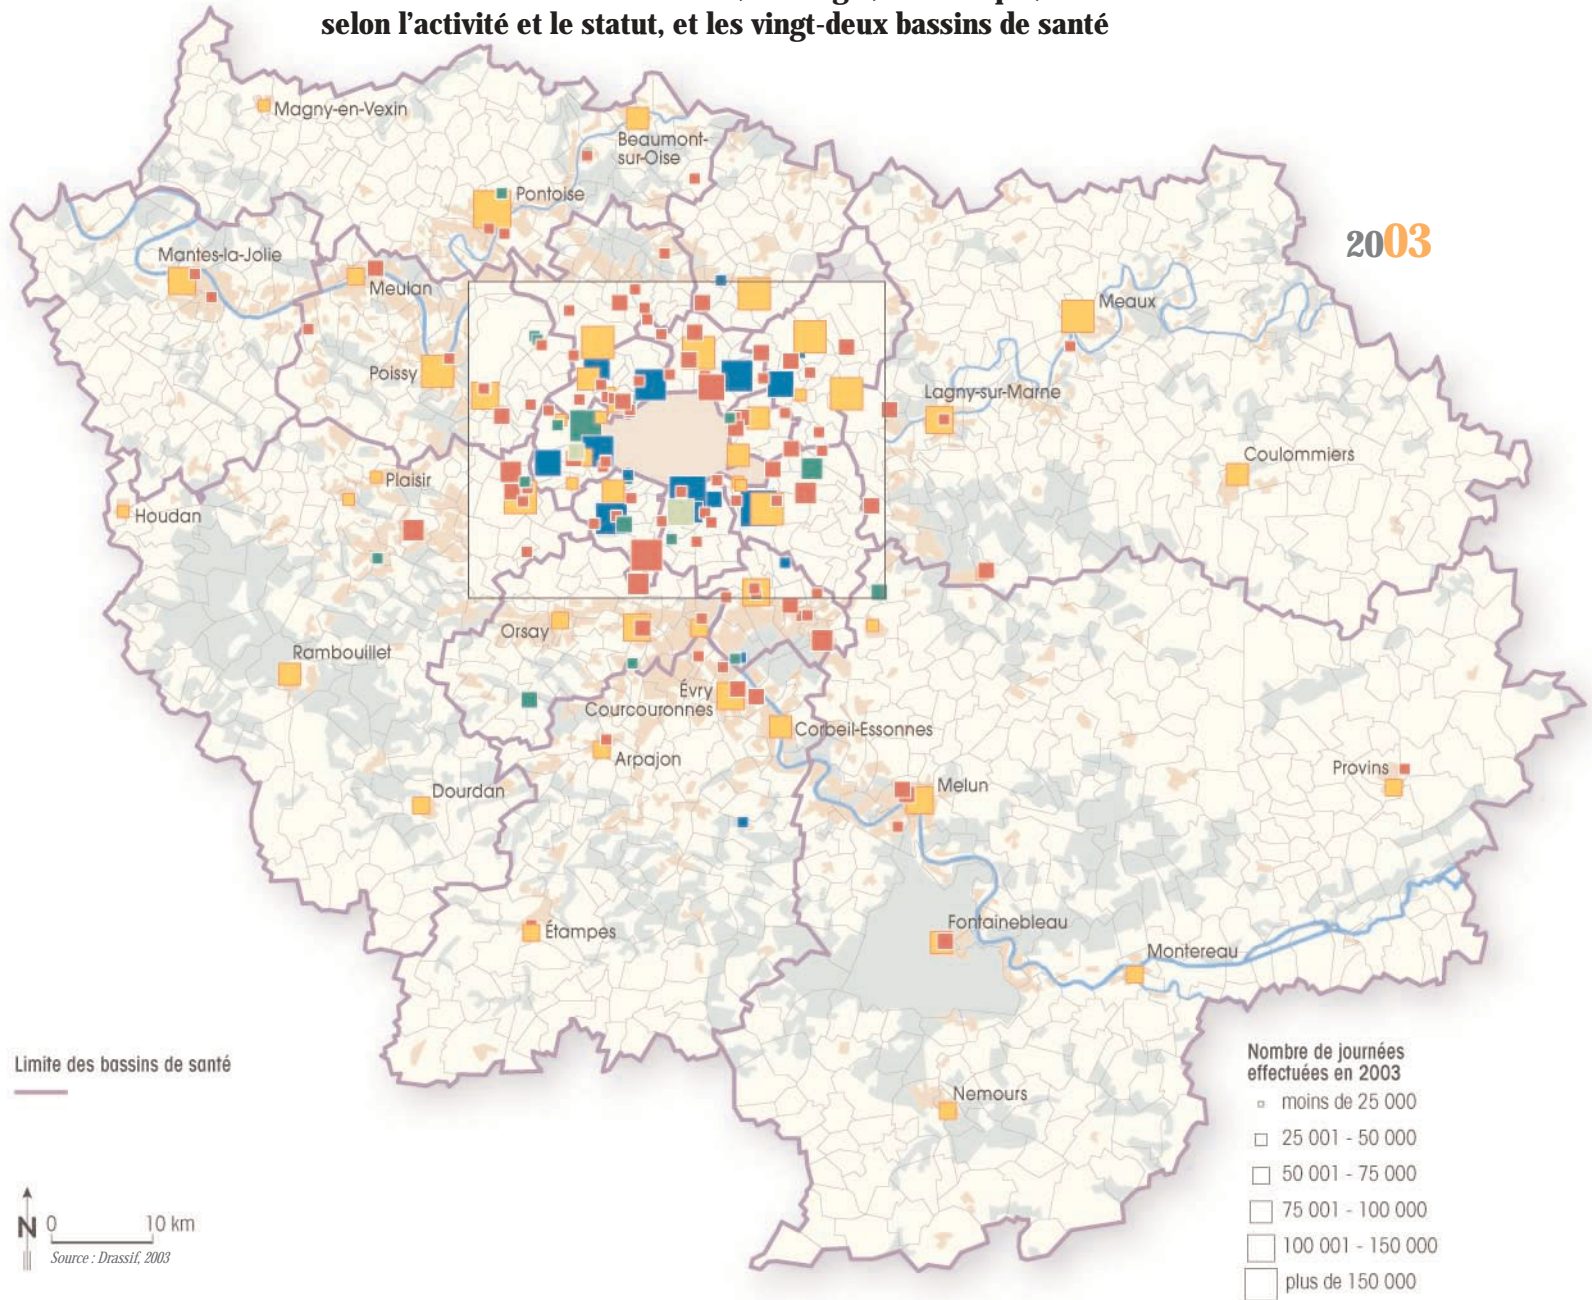 selon l'activité et le statut, et les vingt-deux bassins de santé
Magny-en-Vexin
Beaumont-
sur-Oise
Pontoise
2003
Mantes-la-Jolie
Meulan
Meaux
Poissy
Lagny-sur-Marne
Coulommiers
Plaisir
Houdan
Orsay
Rambouillet
Évry
Courcouronnes
Corbeil-Essonnes
Arpajon
Provins
Melun
Dourdan
Fontainebleau
Étampes
Montereau
Limite des bassins de santé
Nombre de journées
effectuées en 2003
moins de 25 000
25 001 - 50 000
50 001 - 75 000
75 001 - 100 000
100 001 - 150 000
plus de 150 000
Nemours
N 0 10 km
Source : Drassif, 2003